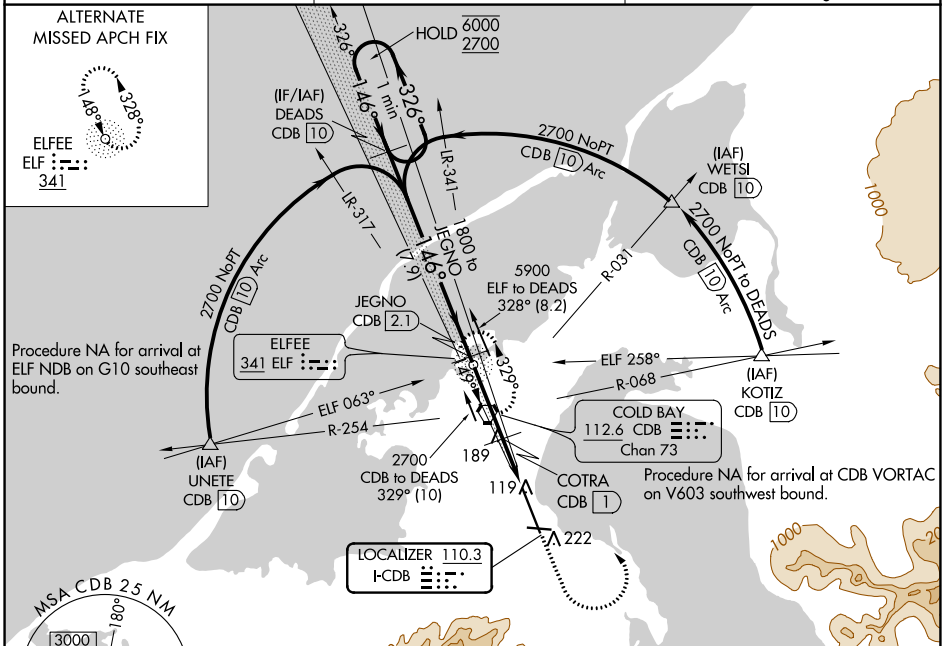 ALTERNATE
MISSED APCH FIX
148°
328°
ELFEE
ELF
341
326°
HOLD 6000
2700
1 min
146°
326°
(IF/IAF)
DEADS
CDB 10
LR-317
LR-341
2700 NoPT
CDB 10 Arc
(IAF)
WETSI
CDB 10
1000
2700 NoPT to DEADS
CDB 10 Arc
R-031
2700 NoPT
CDB 10 Arc
1800 to
JEGNO
146°
(7.9)
5900
ELF to DEADS
328° (8.2)
JEGNO
CDB 2.1
Procedure NA for arrival at
ELF NDB on G10 southeast
bound.
ELFEE
341 ELF
149°
329°
ELF 258°
R-068
(IAF)
KOTIZ
CDB 10
ELF 063°
R-254
COLD BAY
112.6 CDB
Chan 73
(IAF)
UNETE
CDB 10
2700
CDB to DEADS
329° (10)
189
119
COTRA
CDB 1
Procedure NA for arrival at CDB VORTAC
on V603 southwest bound.
222
LOCALIZER 110.3
I-CDB
1000
MSA CDB 25 NM
180°
3000